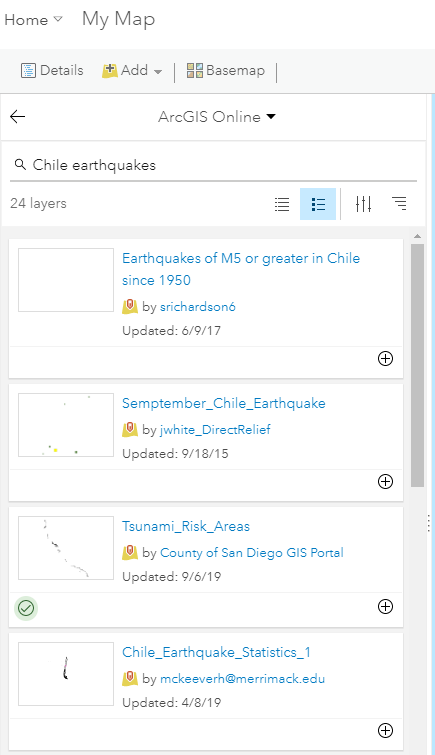 Home My Map
Details Add Basemap
ArcGIS Online
Chile earthquakes
24 layers
Earthquakes of M5 or greater in Chile
since 1950
by srichardson6
Updated: 6/9/17
Semptember_Chile_Earthquake
by jwhite_DirectRelief
Updated: 9/18/15
Tsunami_Risk_Areas
by County of San Diego GIS Portal
Updated: 9/6/19
Chile_Earthquake_Statistics_1
by mckeeverh@merrimack.edu
Updated: 4/8/19